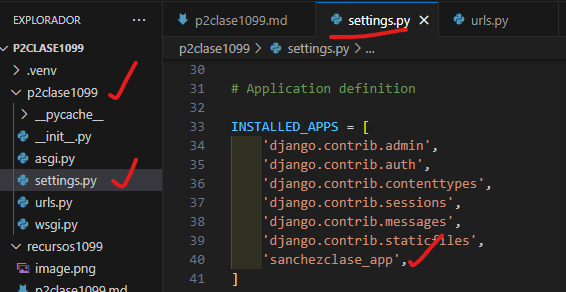 EXPLORADOR
P2CLASE1099
.venv
p2clase1099
__pycache__
__init__.py
asgi.py
settings.py
urls.py
wsgi.py
recursos1099
image.png
p2clase1099.md
p2clase1099.md
settings.py
urls.py
p2clase1099 > settings.py > ...
30
31 # Application definition
32
33 INSTALLED_APPS = [
34 'django.contrib.admin',
35 'django.contrib.auth',
36 'django.contrib.contenttypes',
37 'django.contrib.sessions',
38 'django.contrib.messages',
39 'django.contrib.staticfiles',
40 'sanchezclase_app',
41 ]